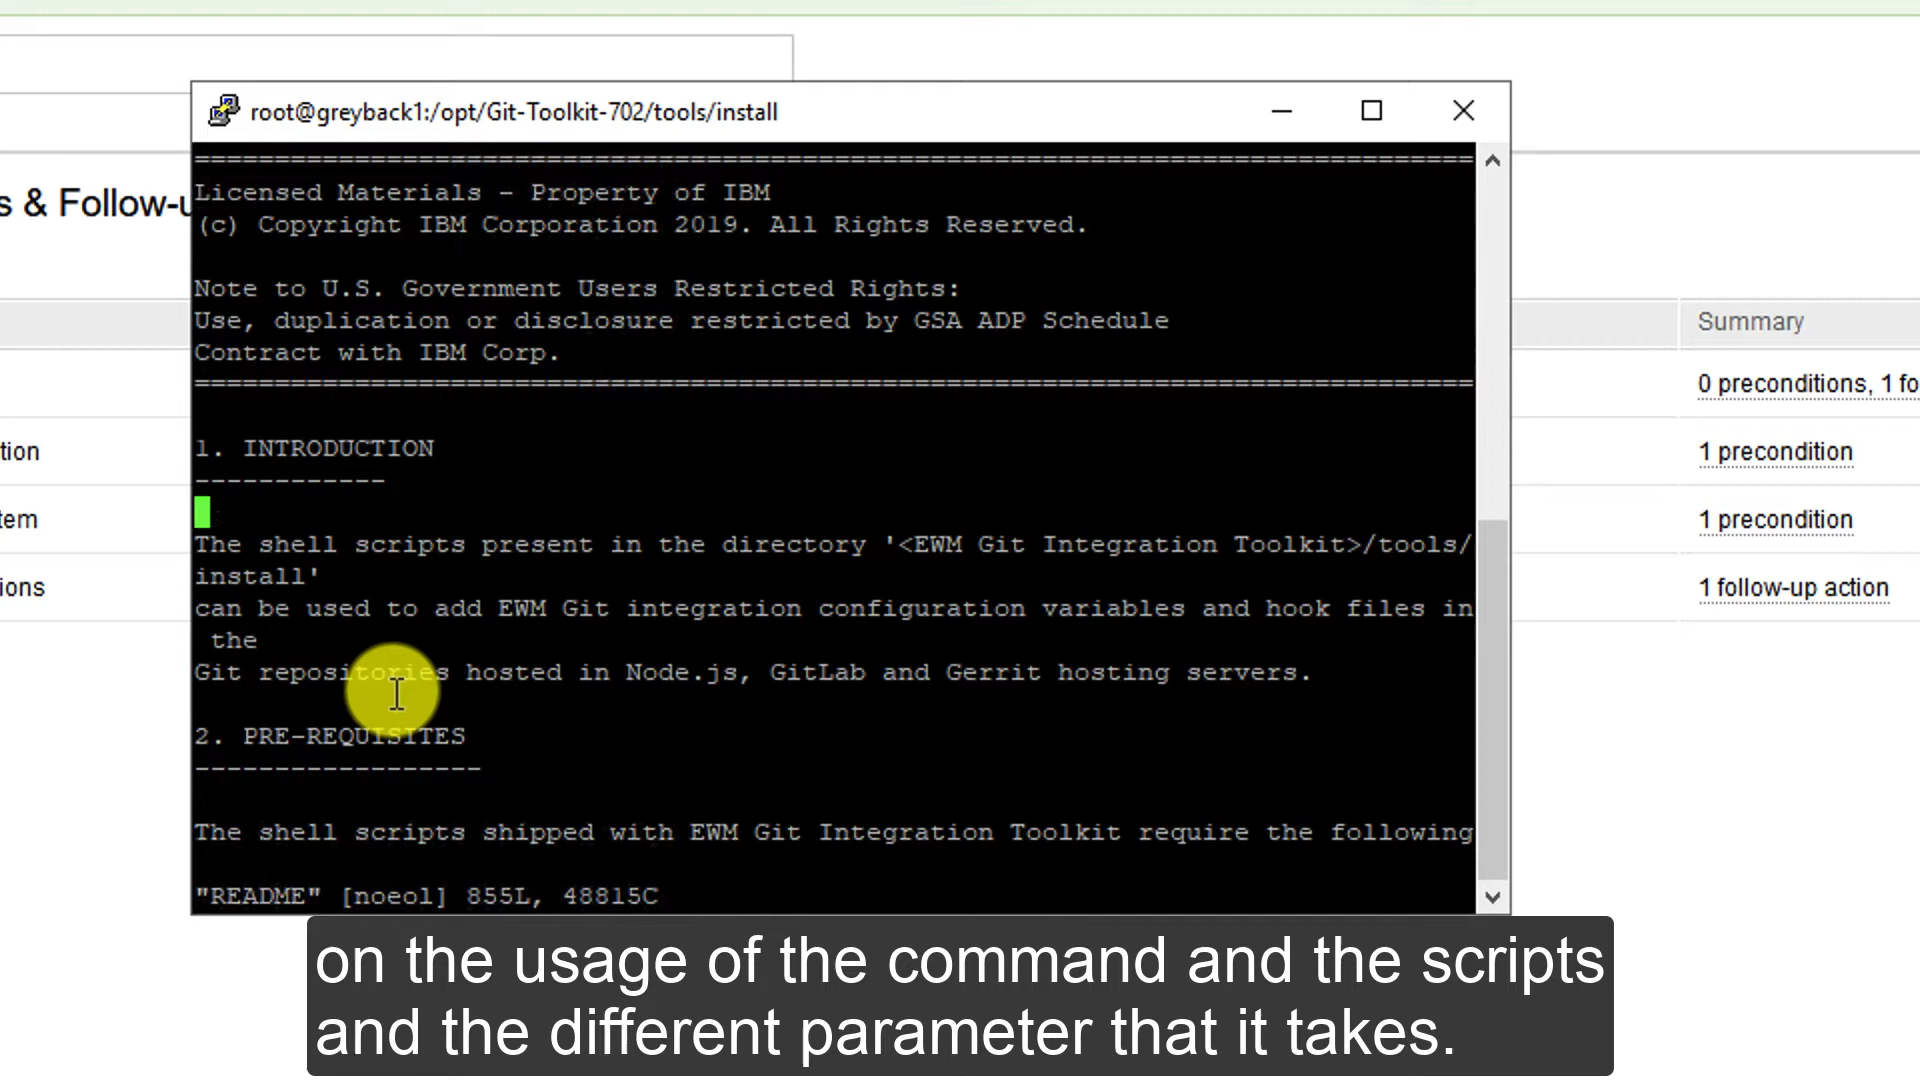 root@greyback1:/opt/Git-Toolkit-702/tools/install
================================================================================
Licensed Materials - Property of IBM
(c) Copyright IBM Corporation 2019. All Rights Reserved.
Note to U.S. Government Users Restricted Rights:
Use, duplication or disclosure restricted by GSA ADP Schedule
Contract with IBM Corp.
================================================================================
1. INTRODUCTION
------------
The shell scripts present in the directory '<EWM Git Integration Toolkit>/tools/
install'
can be used to add EWM Git integration configuration variables and hook files in
the
Git repositories hosted in Node.js, GitLab and Gerrit hosting servers.
2. PRE-REQUISITES
------------------
The shell scripts shipped with EWM Git Integration Toolkit require the following
"README" [noeol] 855L, 48815C
s & Follow-u
tion
tem
ions
Summary
0 preconditions, 1 fo
1 precondition
1 precondition
1 follow-up action
on the usage of the command and the scripts
and the different parameter that it takes.